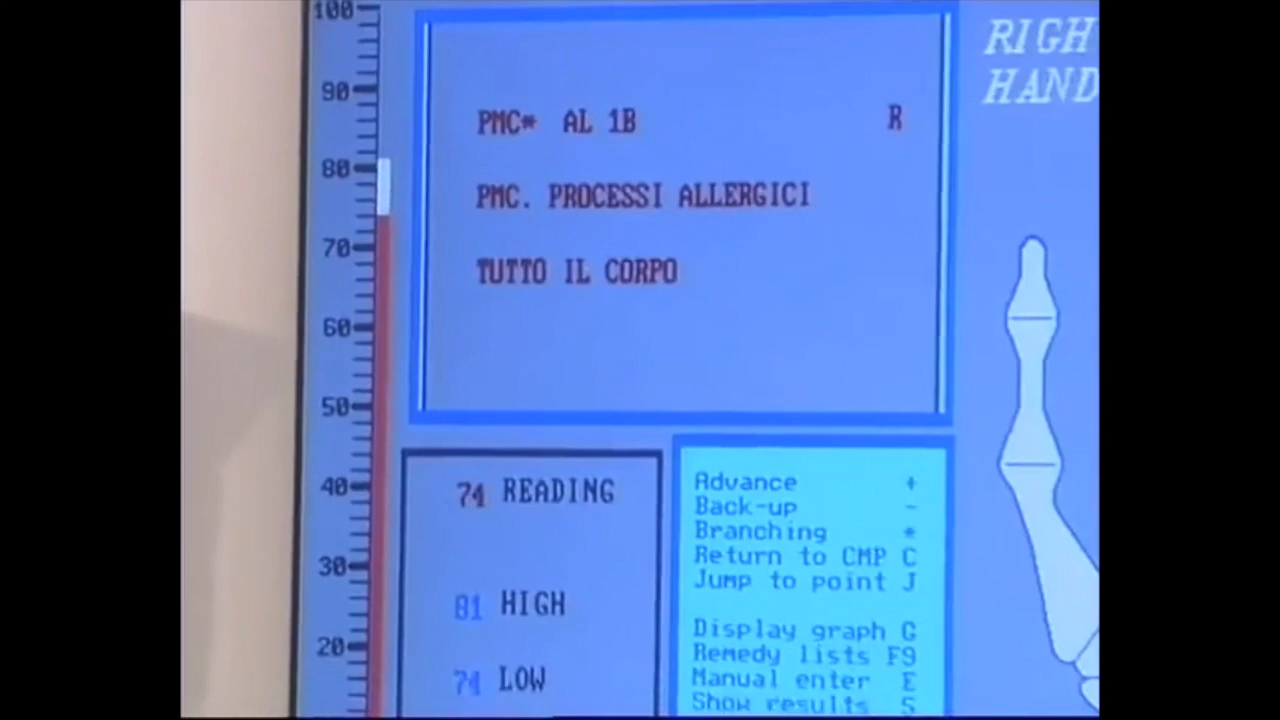 100
90
80
70
60
50
40
30
20
PMC* AL 1B R
PMC. PROCESSI ALLERGICI
TUTTO IL CORPO
RIGH
HAND
74 READING
81 HIGH
74 LOW
Advance +
Back-up -
Branching *
Return to CMP C
Jump to point J
Display graph G
Remedy lists F9
Manual enter E
Show results S